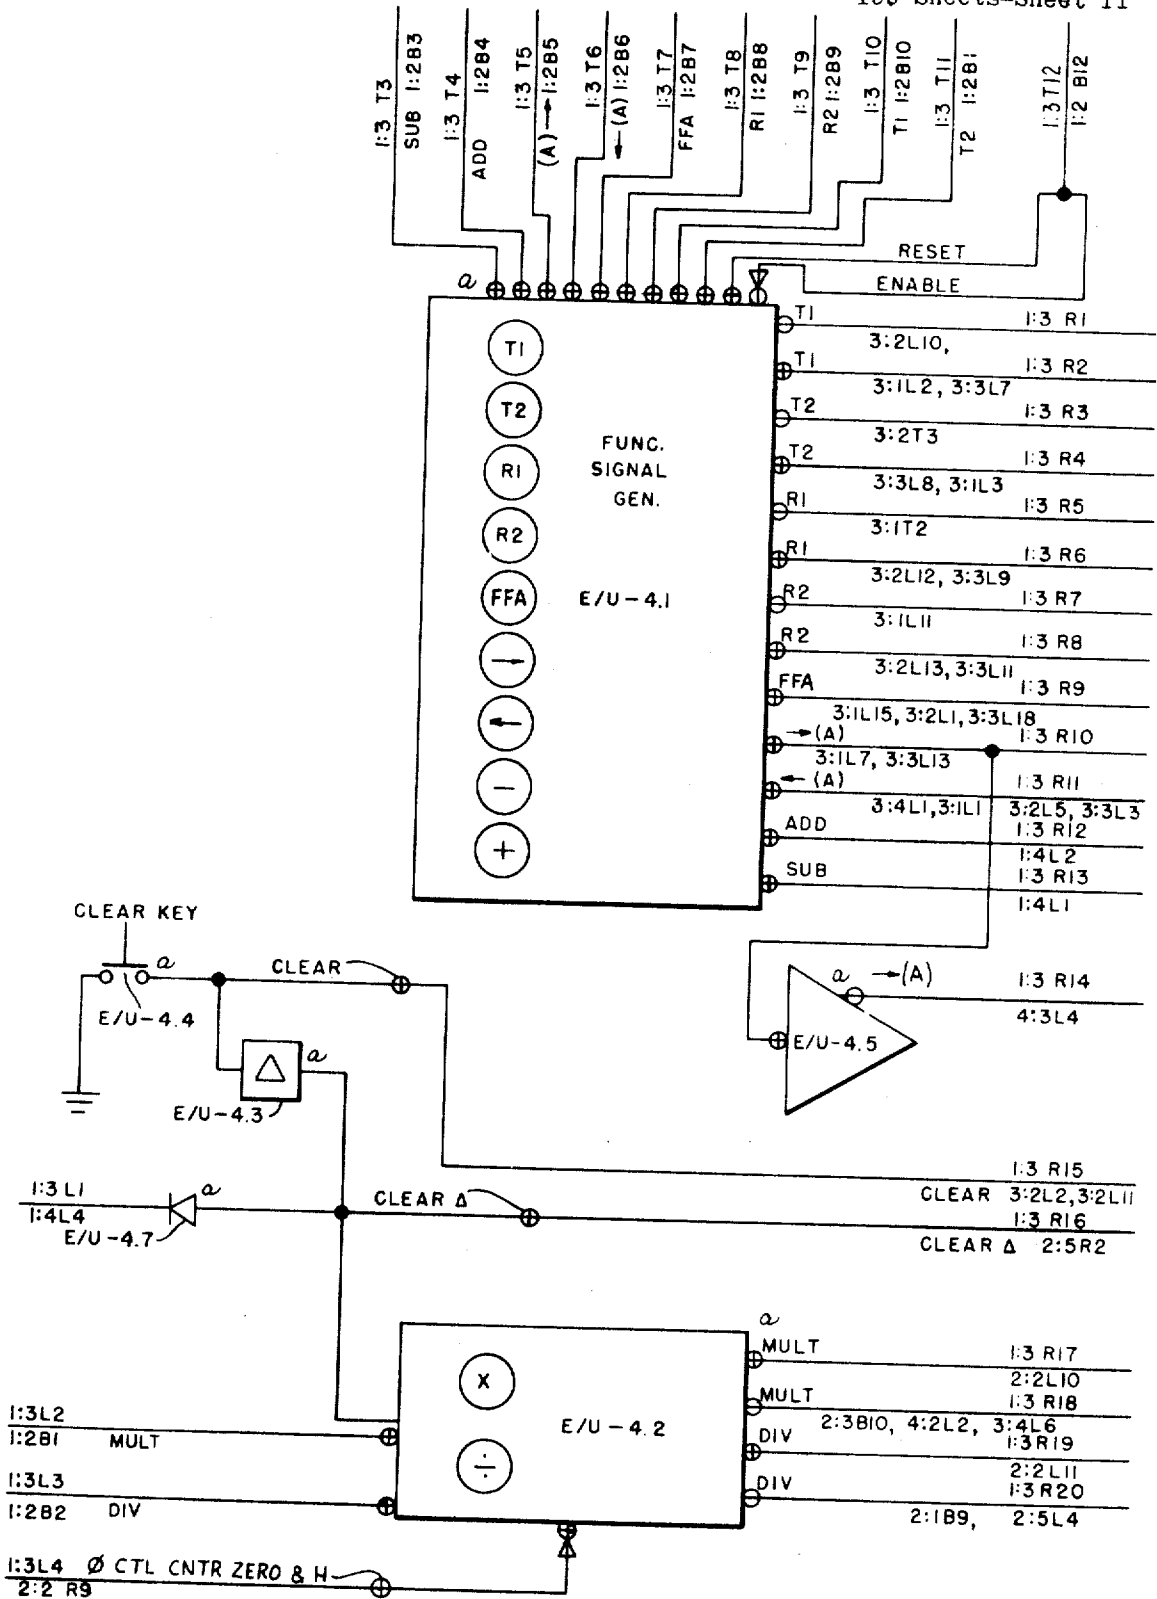 Sheets-Sheet 11
1:3 T3
SUB 1:2B3
1:3 T4
ADD 1:2B4
1:3 T5
(A)→1:2B5
1:3 T6
←(A) 1:2B6
1:3 T7
FFA 1:2B7
1:3 T8
R1 1:2B8
1:3 T9
R2 1:2B9
1:3 T10
T1 1:2B10
1:3 T11
T2 1:2B1
1:3 T12
1:2 B12
RESET
ENABLE
a
T1
T2
R1
R2
FFA
→
←
−
+
FUNC.
SIGNAL
GEN.
E/U-4.1
T1 1:3 R1
3:2L10,
T1 1:3 R2
3:1L2, 3:3L7
T2 1:3 R3
3:2T3
T2 1:3 R4
3:3L8, 3:1L3
R1 1:3 R5
3:1T2
R1 1:3 R6
3:2L12, 3:3L9
R2 1:3 R7
3:1L11
R2 1:3 R8
3:2L13, 3:3L11
FFA 1:3 R9
3:1L15, 3:2L1, 3:3L18
→(A) 1:3 R10
3:1L7, 3:3L13
←(A) 1:3 R11
3:4L1, 3:1L1 3:2L5, 3:3L3
ADD 1:3 R12
1:4L2
SUB 1:3 R13
1:4L1
CLEAR KEY
a
CLEAR
E/U-4.4
a →(A) 1:3 R14
4:3L4
E/U-4.5
Δ a
E/U-4.3
1:3 R15
CLEAR 3:2L2, 3:2L11
1:3 L1
1:4L4
a
E/U-4.7
CLEAR Δ
1:3 R16
CLEAR Δ 2:5R2
a
X
÷
E/U-4.2
MULT 1:3 R17
2:2L10
MULT 1:3 R18
2:3B10, 4:2L2, 3:4L6
DIV 1:3R19
2:2L11
DIV 1:3R20
2:1B9, 2:5L4
1:3L2
1:2B1 MULT
1:3L3
1:2B2 DIV
1:3L4 Ø CTL CNTR ZERO & H
2:2 R9